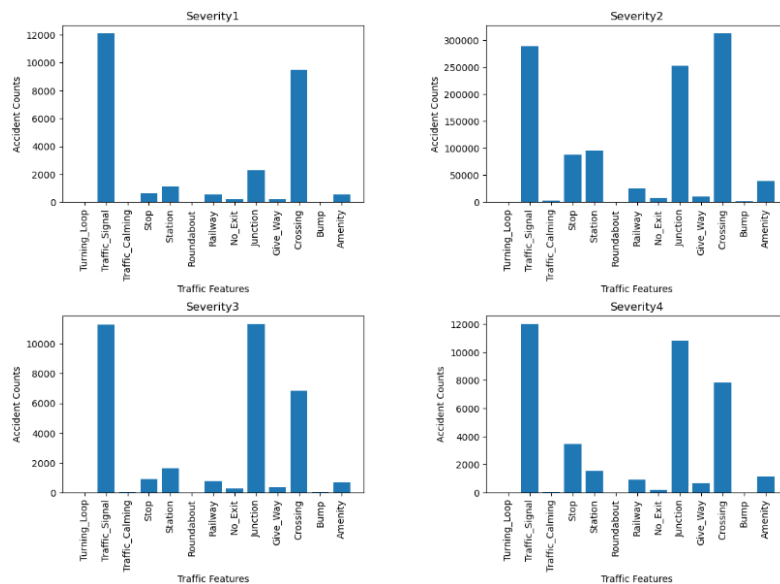 Severity1
12000
10000
8000
6000
4000
2000
0
Accident Counts
Turning_Loop
Traffic_Signal
Traffic_Calming
Stop
Station
Roundabout
Railway
No_Exit
Junction
Give_Way
Crossing
Bump
Amenity
Traffic Features
Severity2
300000
250000
200000
150000
100000
50000
0
Accident Counts
Turning_Loop
Traffic_Signal
Traffic_Calming
Stop
Station
Roundabout
Railway
No_Exit
Junction
Give_Way
Crossing
Bump
Amenity
Traffic Features
Severity3
10000
8000
6000
4000
2000
0
Accident Counts
Turning_Loop
Traffic_Signal
Traffic_Calming
Stop
Station
Roundabout
Railway
No_Exit
Junction
Give_Way
Crossing
Bump
Amenity
Traffic Features
Severity4
12000
10000
8000
6000
4000
2000
0
Accident Counts
Turning_Loop
Traffic_Signal
Traffic_Calming
Stop
Station
Roundabout
Railway
No_Exit
Junction
Give_Way
Crossing
Bump
Amenity
Traffic Features